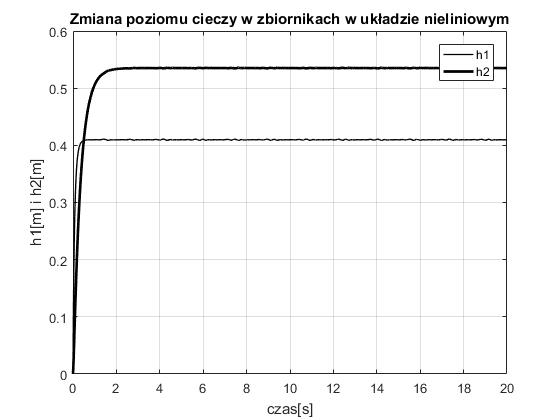 Zmiana poziomu cieczy w zbiornikach w układzie nieliniowym
0.6
0.5
0.4
0.3
0.2
0.1
0
h1[m] i h2[m]
h1
h2
0 2 4 6 8 10 12 14 16 18 20
czas[s]